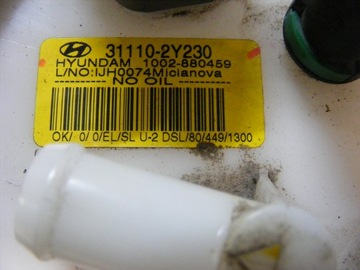 31110-2Y230
HYUNDAM 1002-880459
L/NO:IJH0074Micianova
------ NO OIL ------
OK/ 0/ 0/EL/SL U-2 DSL/80/449/1300